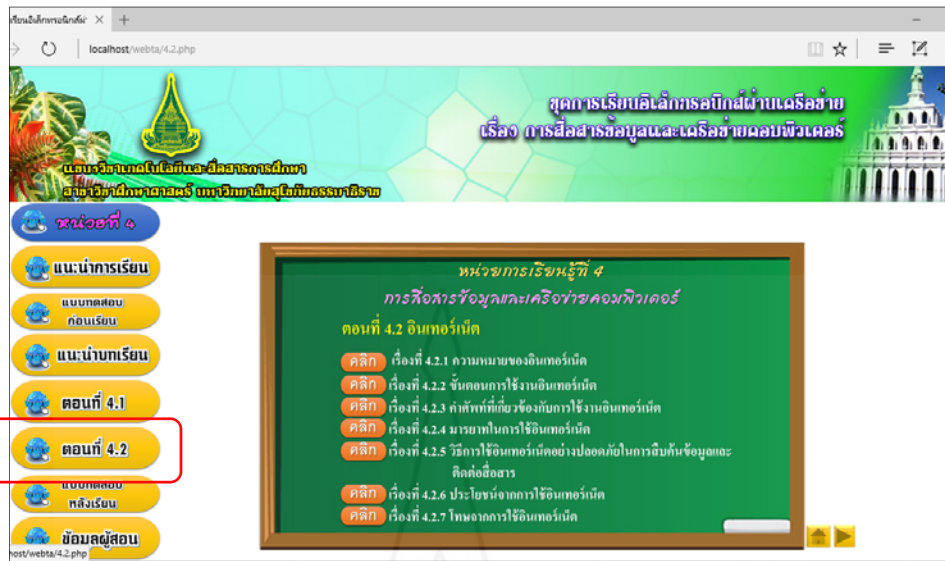 เรียนอิเล็กทรอนิกส์ผ่
localhost/webta/4.2.php
ชุดการเรียนอิเล็กทรอนิกส์ผ่านเครือข่าย
เรื่อง การสื่อสารข้อมูลและเครือข่ายคอมพิวเตอร์
แขนงวิชาเทคโนโลยีและสื่อสารการศึกษา
สาขาวิชาศึกษาศาสตร์ มหาวิทยาลัยสุโขทัยธรรมาธิราช
หน่วยที่ 4
แนะนำการเรียน
แบบทดสอบ
ก่อนเรียน
แนะนำบทเรียน
ตอนที่ 4.1
ตอนที่ 4.2
แบบทดสอบ
หลังเรียน
ข้อมูลผู้สอน
host/webta/4.2.php
หน่วยการเรียนรู้ที่ 4
การสื่อสารข้อมูลและเครือข่ายคอมพิวเตอร์
ตอนที่ 4.2 อินเทอร์เน็ต
คลิก เรื่องที่ 4.2.1 ความหมายของอินเทอร์เน็ต
คลิก เรื่องที่ 4.2.2 ขั้นตอนการใช้งานอินเทอร์เน็ต
คลิก เรื่องที่ 4.2.3 คำศัพท์ที่เกี่ยวข้องกับการใช้งานอินเทอร์เน็ต
คลิก เรื่องที่ 4.2.4 มารยาทในการใช้อินเทอร์เน็ต
คลิก เรื่องที่ 4.2.5 วิธีการใช้อินเทอร์เน็ตอย่างปลอดภัยในการสืบค้นข้อมูลและ
ติดต่อสื่อสาร
คลิก เรื่องที่ 4.2.6 ประโยชน์จากการใช้อินเทอร์เน็ต
คลิก เรื่องที่ 4.2.7 โทษจากการใช้อินเทอร์เน็ต